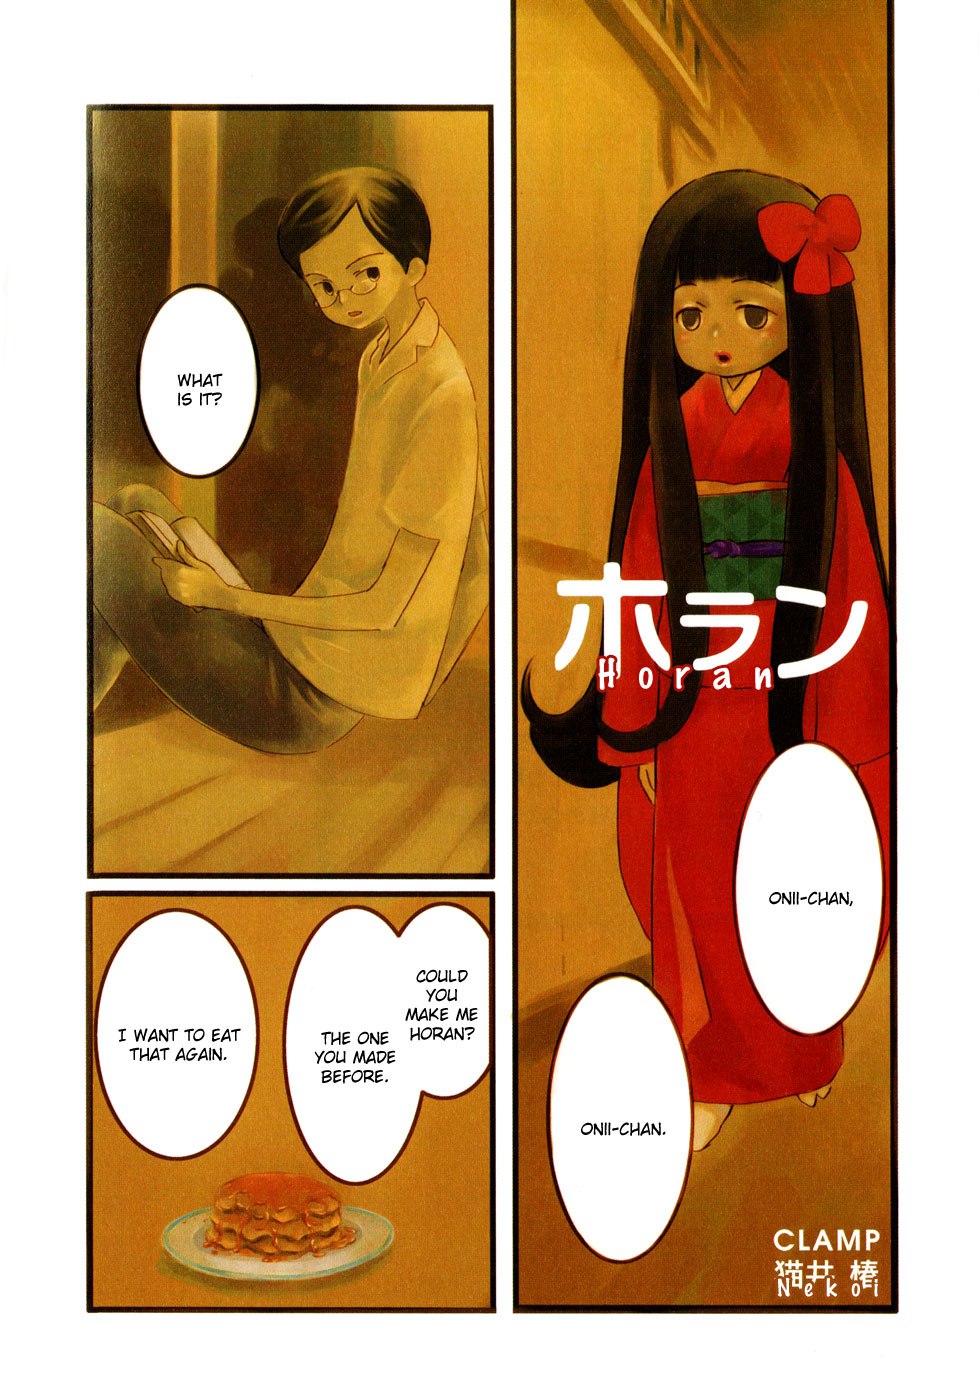 ホラン
Horan
ONII-CHAN,
ONII-CHAN.
CLAMP
猫井 椿
Nekoi
WHAT
IS IT?
COULD
YOU
MAKE ME
HORAN?
THE ONE
YOU MADE
BEFORE.
I WANT TO EAT
THAT AGAIN.